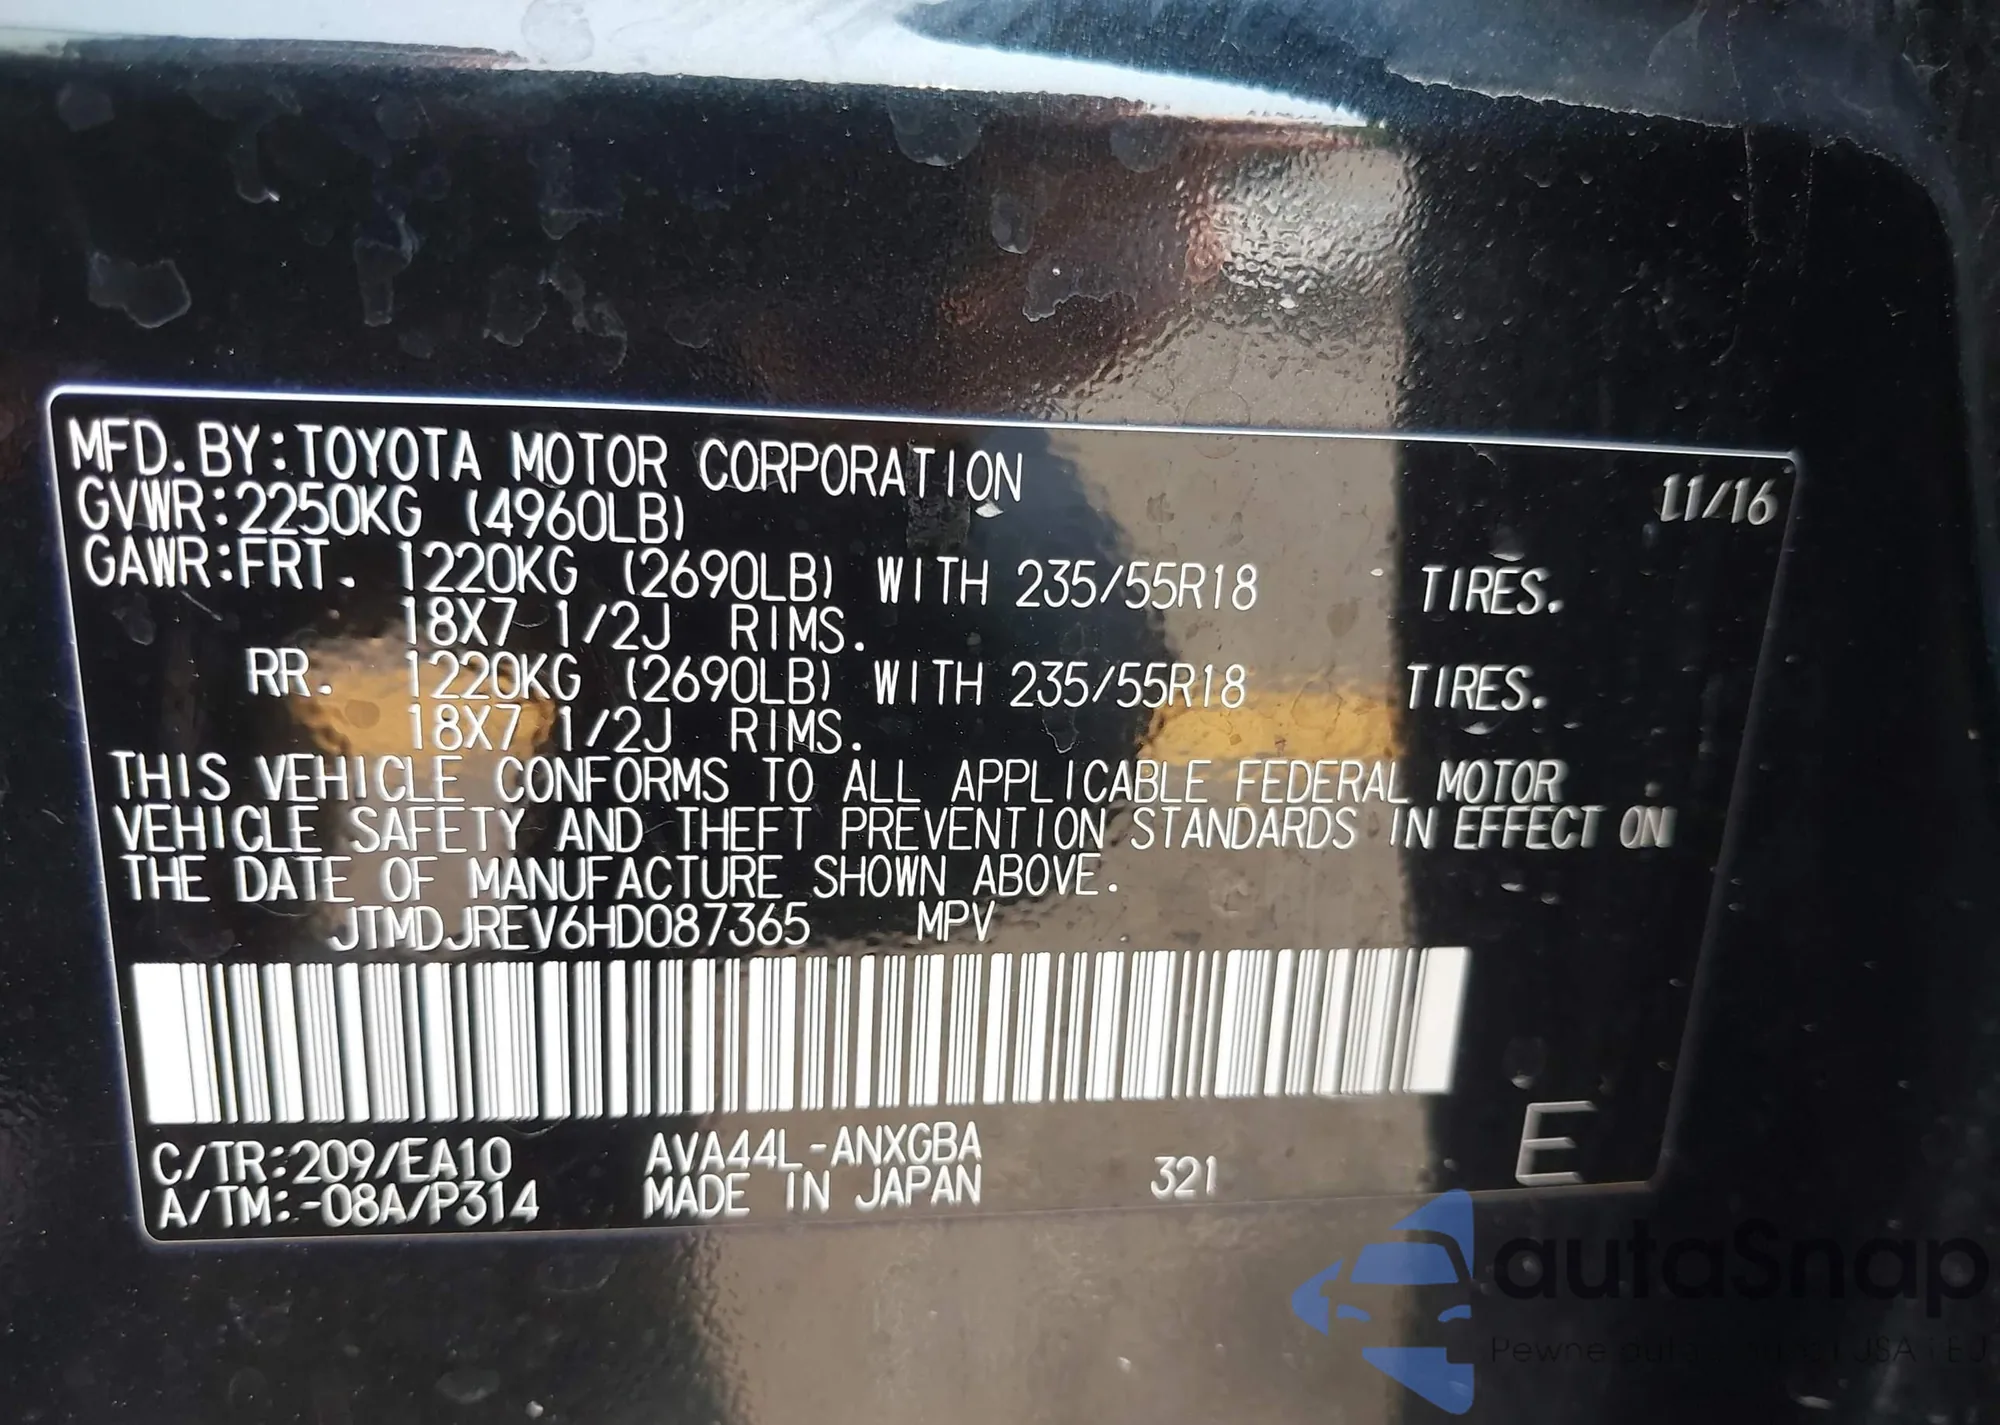 MFD.BY:TOYOTA MOTOR CORPORATION 11/16
GVWR:2250KG (4960LB)
GAWR:FRT. 1220KG (2690LB) WITH 235/55R18 TIRES.
18X7 1/2J RIMS.
RR. 1220KG (2690LB) WITH 235/55R18 TIRES.
18X7 1/2J RIMS.
THIS VEHICLE CONFORMS TO ALL APPLICABLE FEDERAL MOTOR
VEHICLE SAFETY AND THEFT PREVENTION STANDARDS IN EFFECT ON
THE DATE OF MANUFACTURE SHOWN ABOVE.
JTMDJREV6HD087365 MPV
C/TR:209/EA10 AVA44L-ANXGBA 321 E
A/TM:-08A/P314 MADE IN JAPAN
autaSnap
Pewne